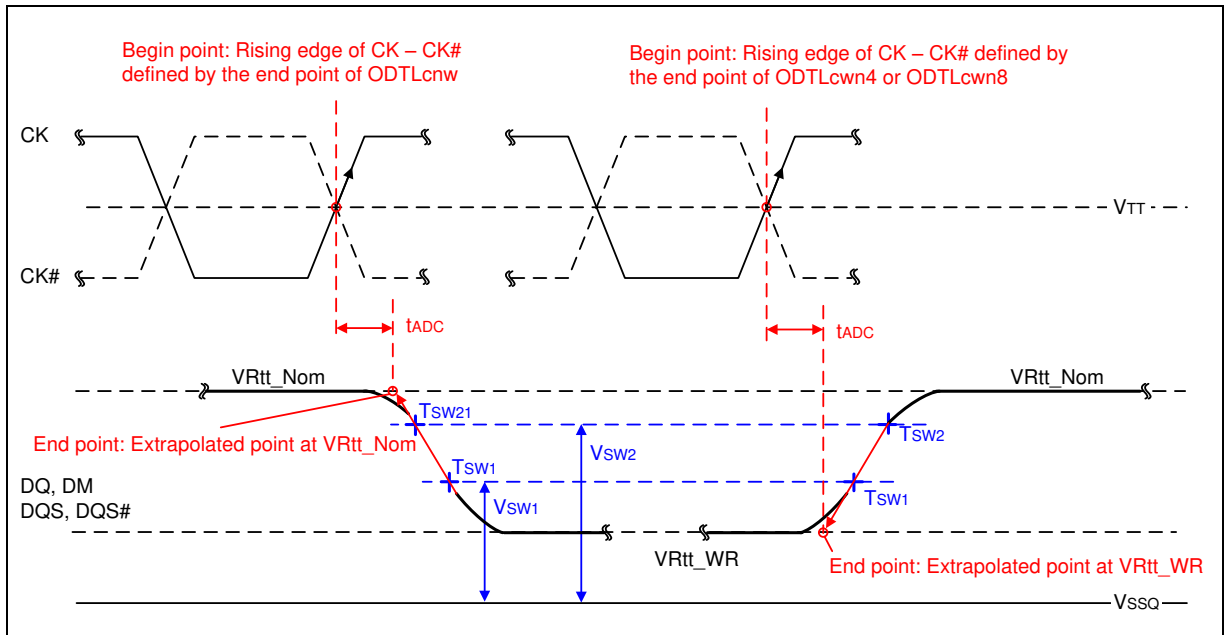 Begin point: Rising edge of CK – CK#
defined by the end point of ODTLcnw
Begin point: Rising edge of CK – CK# defined by
the end point of ODTLcwn4 or ODTLcwn8
CK
VTT
CK#
tADC
tADC
VRtt_Nom
VRtt_Nom
TSW21
End point: Extrapolated point at VRtt_Nom
VSW2
TSW2
TSW1
VSW1
TSW1
DQ, DM
DQS, DQS#
VRtt_WR
End point: Extrapolated point at VRtt_WR
VSSQ